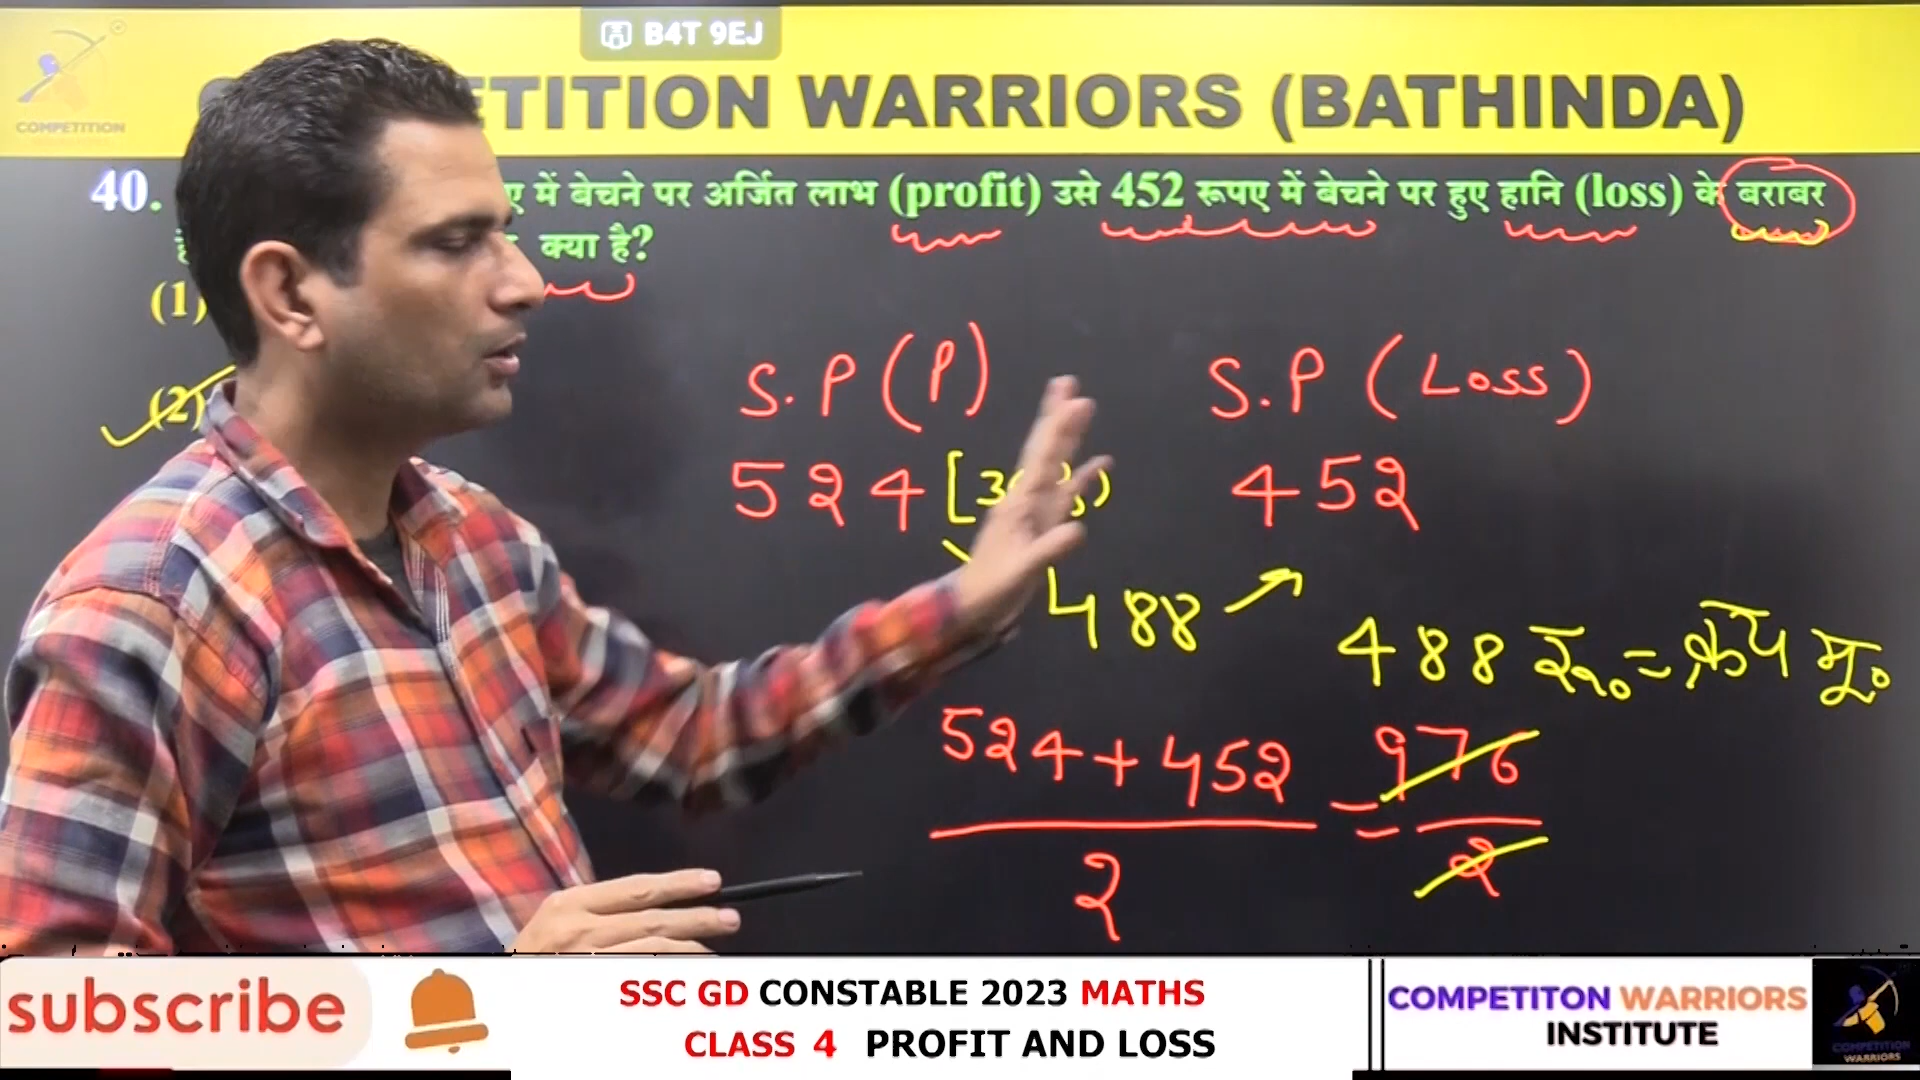 B4T 9EJ
COMPETITION
ETITION WARRIORS (BATHINDA)
40. ए में बेचने पर अर्जित लाभ (profit) उसे 452 रूपए में बेचने पर हुए हानि (loss) के बराबर
क्या है?
(1)
(2)
S.P (P) S.P (Loss)
524 452
488
488 रू० = क्रय मू०
524+452 = 976
2 2
subscribe
SSC GD CONSTABLE 2023 MATHS
CLASS 4 PROFIT AND LOSS
COMPETITON WARRIORS
INSTITUTE
COMPETITION
WARRIORS